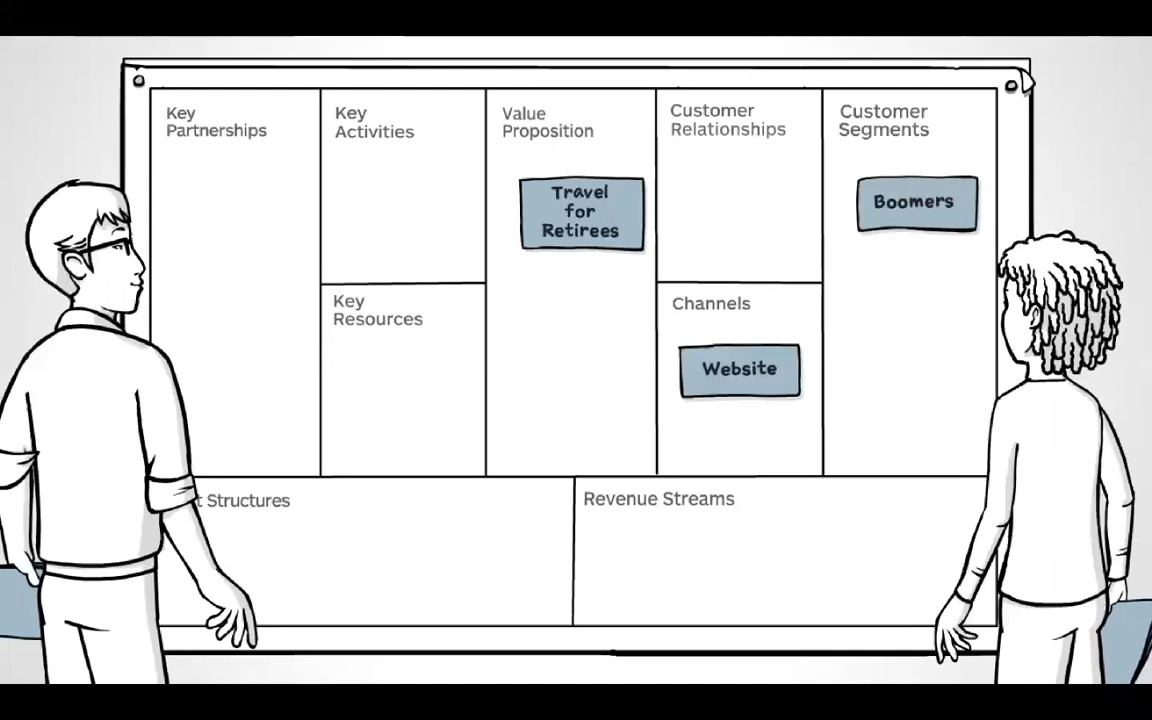 Key
Partnerships
Key
Activities
Key
Resources
Value
Proposition
Travel
for
Retirees
Customer
Relationships
Channels
Website
Customer
Segments
Boomers
t Structures
Revenue Streams